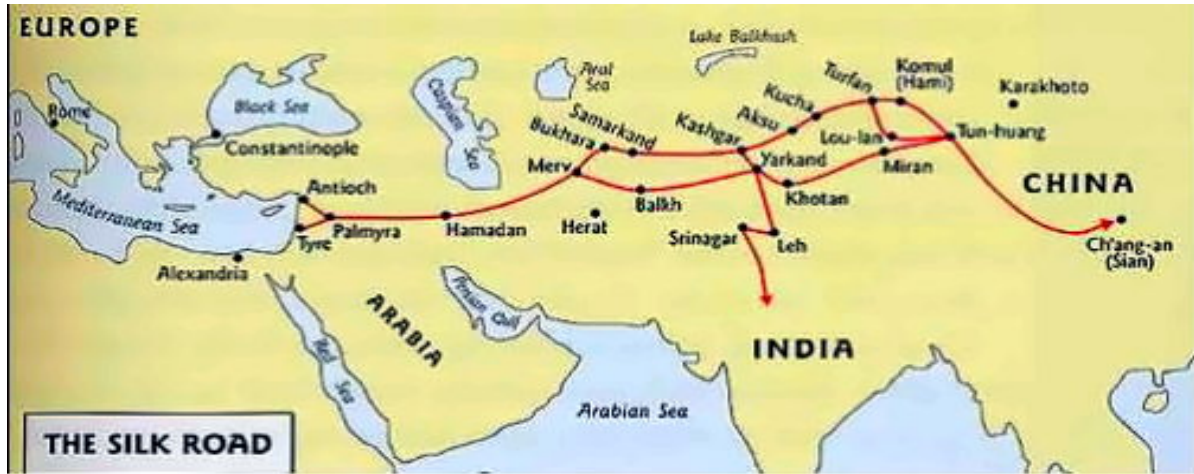 EUROPE
Rome
Black Sea
Constantinople
Mediterranean Sea
Antioch
Tyre
Palmyra
Alexandria
Hamadan
Caspian
Sea
Aral
Sea
Lake Balkhash
Bukhara
Samarkand
Merv
Balkh
Herat
Kashgar
Aksu
Kucha
Turfan
Komul
(Hami)
Karakhoto
Lou-lan
Tun-huang
Yarkand
Miran
Khotan
Srinagar
Leh
CHINA
Ch'ang-an
(Sian)
ARABIA
Persian Gulf
Red
Sea
INDIA
Arabian Sea
THE SILK ROAD